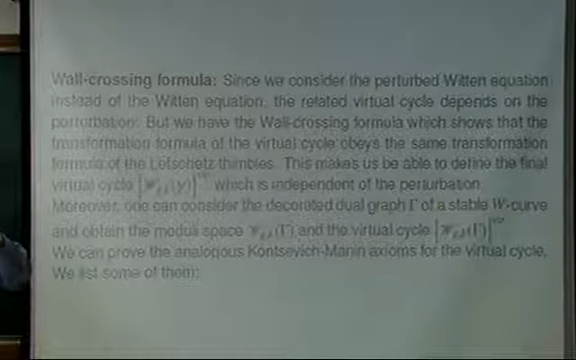 Wall-crossing formula: Since we consider the perturbed Witten equation
instead of the Witten equation, the related virtual cycle depends on the
perturbation. But we have the Wall-crossing formula which shows that the
transformation formula of the virtual cycle obeys the same transformation
formula of the Lefschetz thimbles. This makes us be able to define the final
virtual cycle which is independent of the perturbation.
Moreover, one can consider the decorated dual graph Γ of a stable W-curve
and obtain the moduli space and the virtual cycle
We can prove the analogous Kontsevich-Manin axioms for the virtual cycle.
We list some of them: